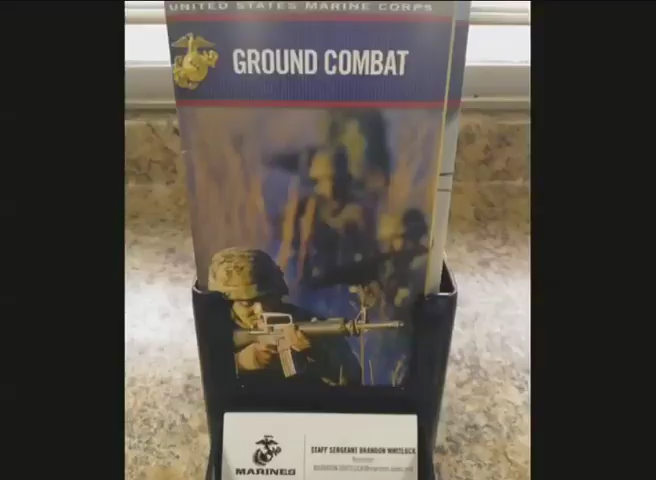 UNITED STATES MARINE CORPS
GROUND COMBAT
MARINES
STAFF SERGEANT BRANDON WHITLOCK